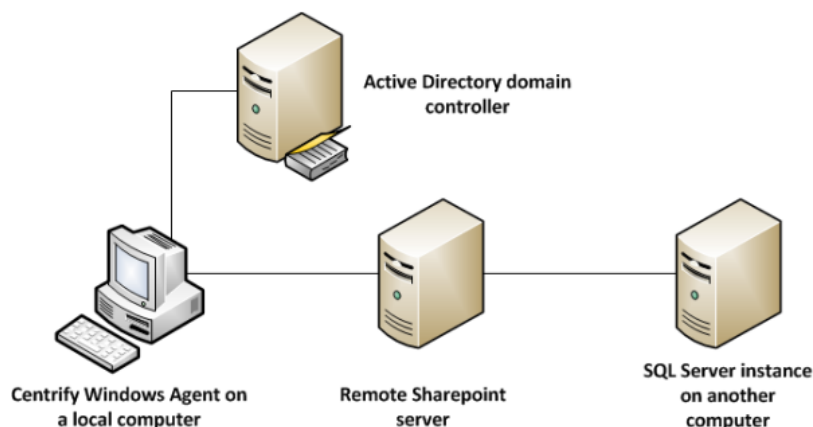 Active Directory domain
controller
Centrify Windows Agent on
a local computer
Remote Sharepoint
server
SQL Server instance
on another
computer